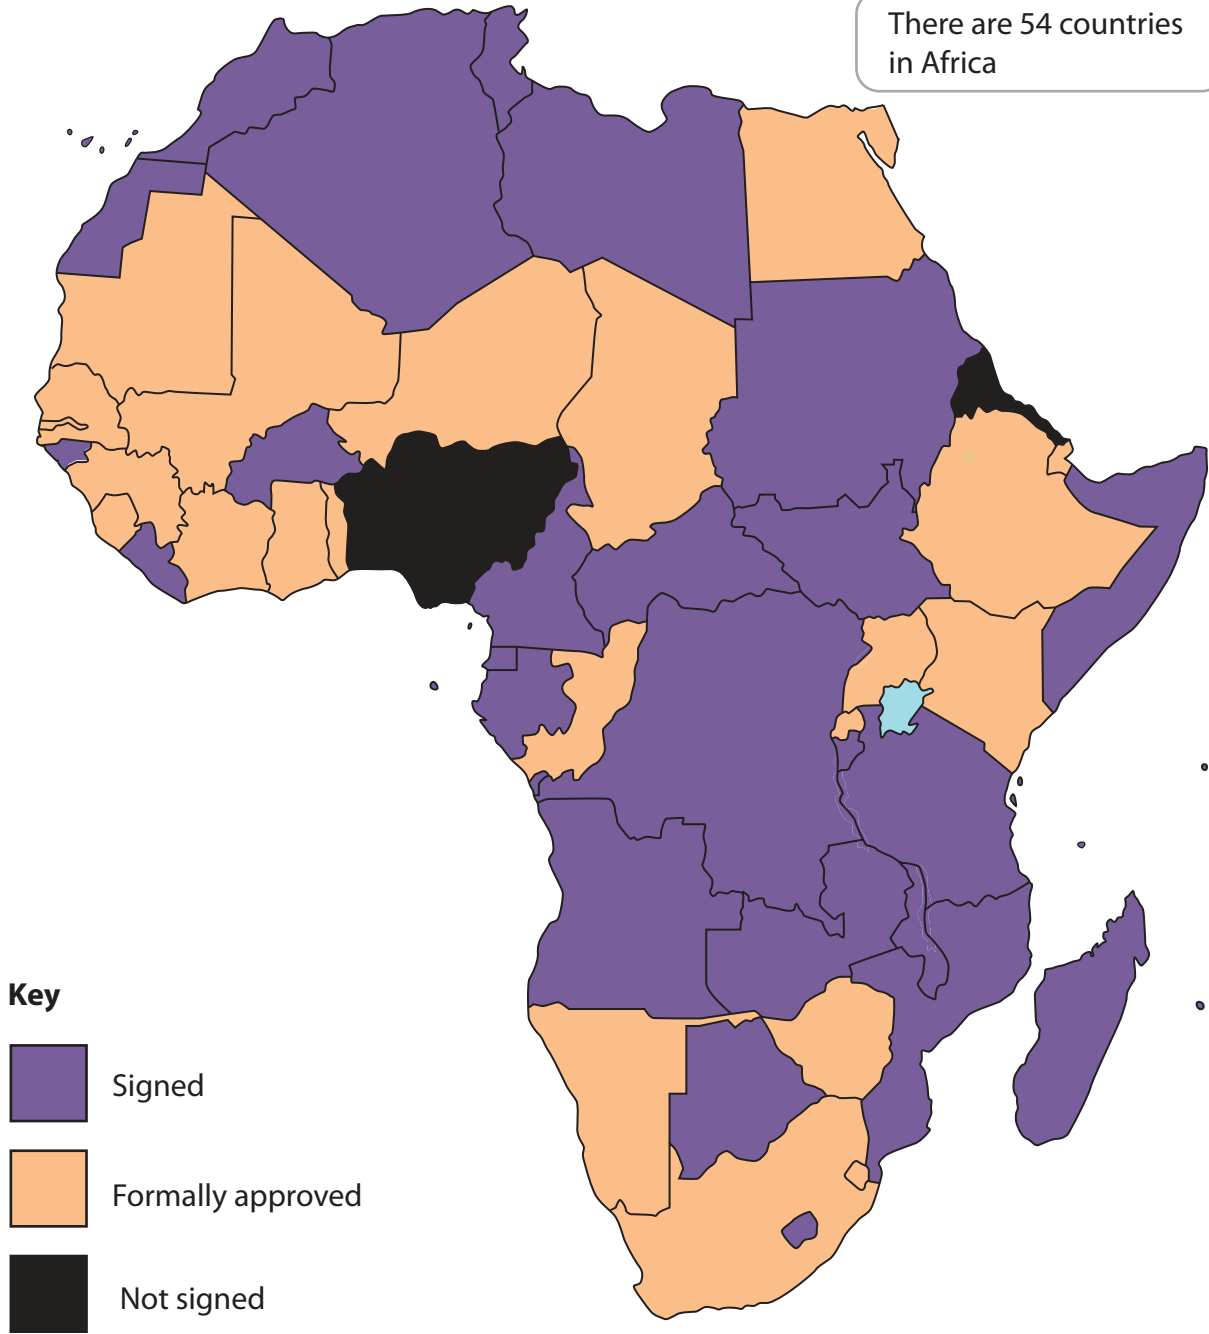 There are 54 countries
in Africa
Key
Signed
Formally approved
Not signed